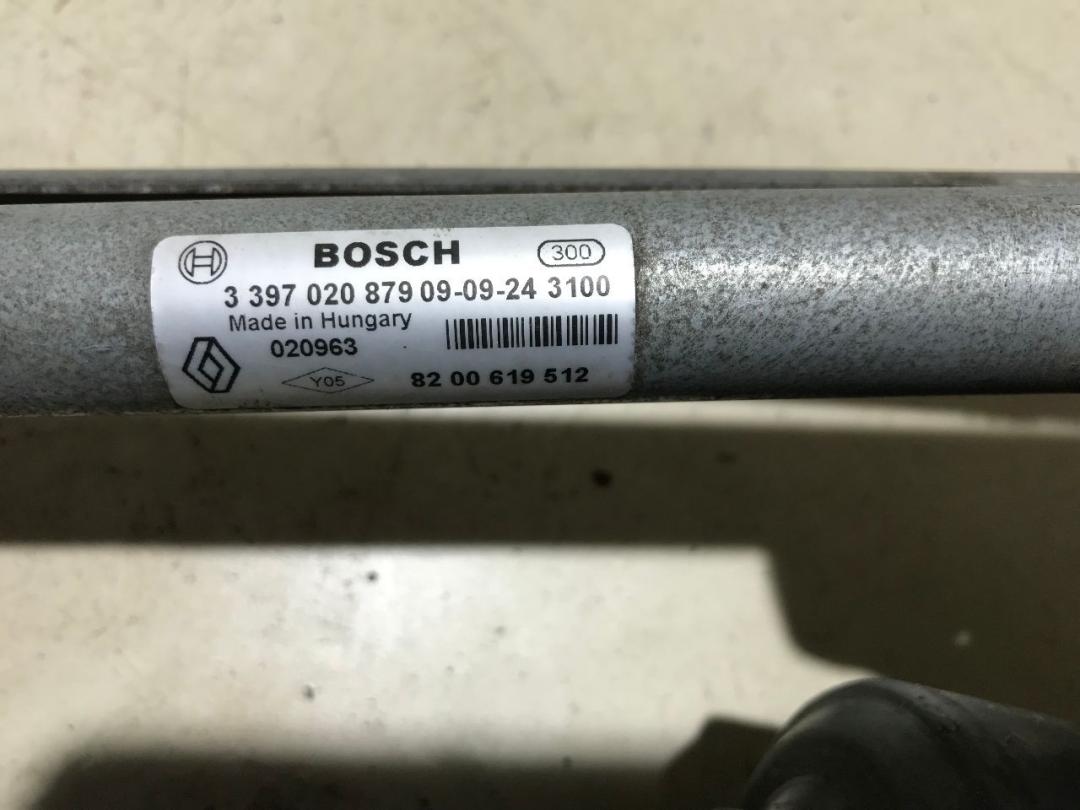 BOSCH 300
3 397 020 879 09-09-24 3100
Made in Hungary
020963
Y05 82 00 619 512